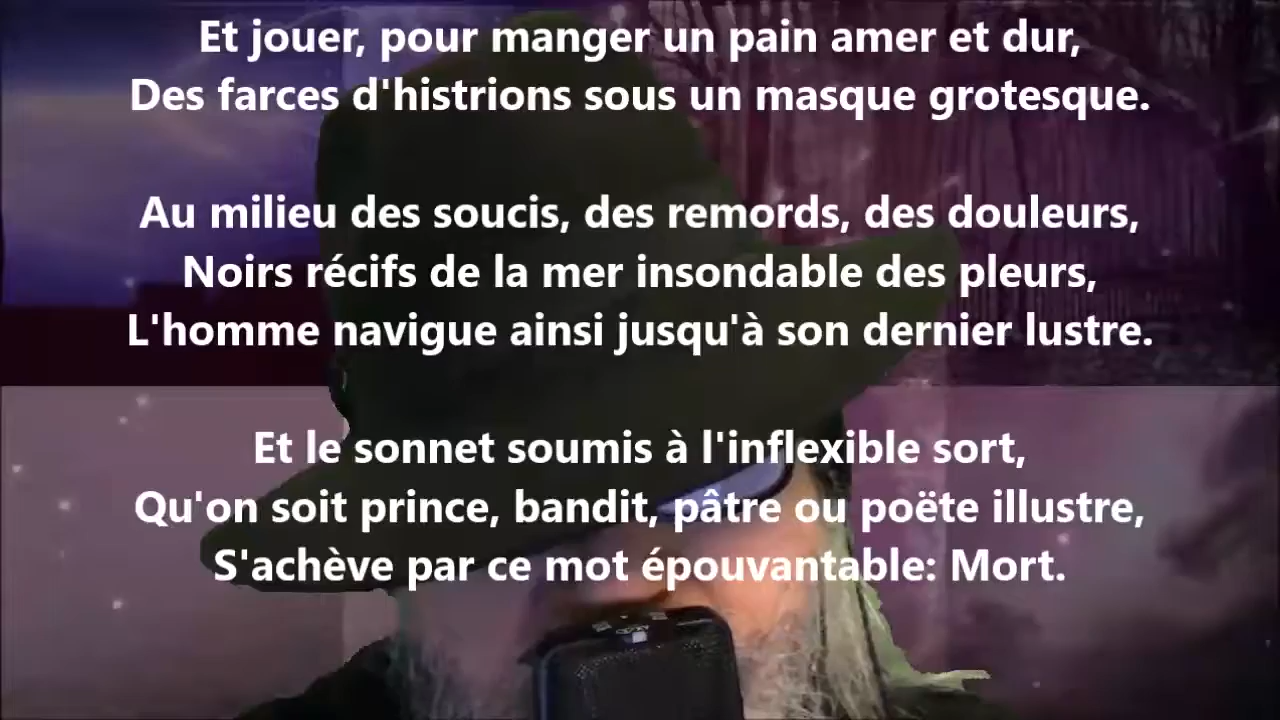 Et jouer, pour manger un pain amer et dur,
Des farces d'histrions sous un masque grotesque.
Au milieu des soucis, des remords, des douleurs,
Noirs récifs de la mer insondable des pleurs,
L'homme navigue ainsi jusqu'à son dernier lustre.
Et le sonnet soumis à l'inflexible sort,
Qu'on soit prince, bandit, pâtre ou poëte illustre,
S'achève par ce mot épouvantable: Mort.